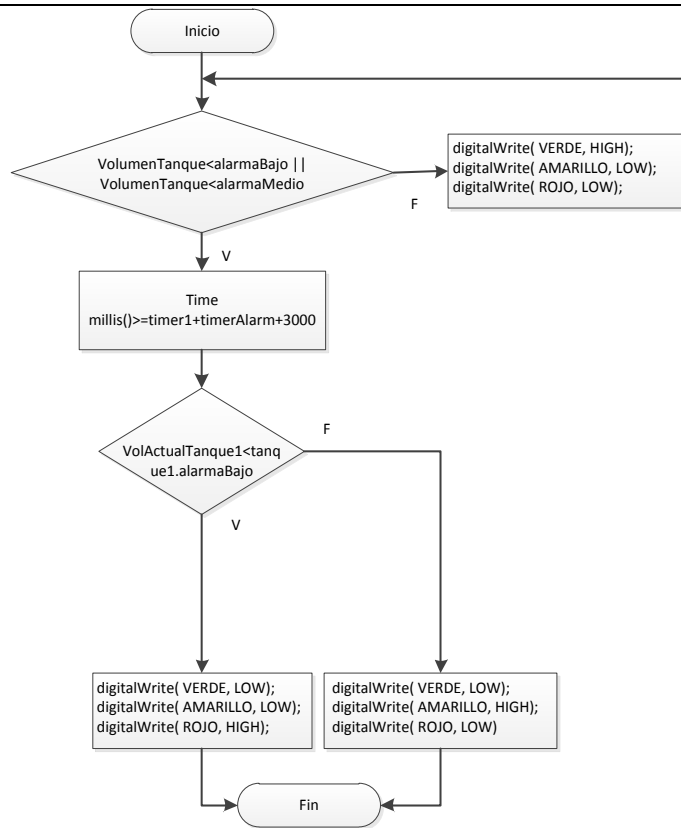 Inicio
VolumenTanque<alarmaBajo ||
VolumenTanque<alarmaMedio
digitalWrite( VERDE, HIGH);
digitalWrite( AMARILLO, LOW);
digitalWrite( ROJO, LOW);
F
V
Time
millis()>=timer1+timerAlarm+3000
VolActualTanque1<tanq
ue1.alarmaBajo
F
V
digitalWrite( VERDE, LOW);
digitalWrite( AMARILLO, LOW);
digitalWrite( ROJO, HIGH);
digitalWrite( VERDE, LOW);
digitalWrite( AMARILLO, HIGH);
digitalWrite( ROJO, LOW)
Fin